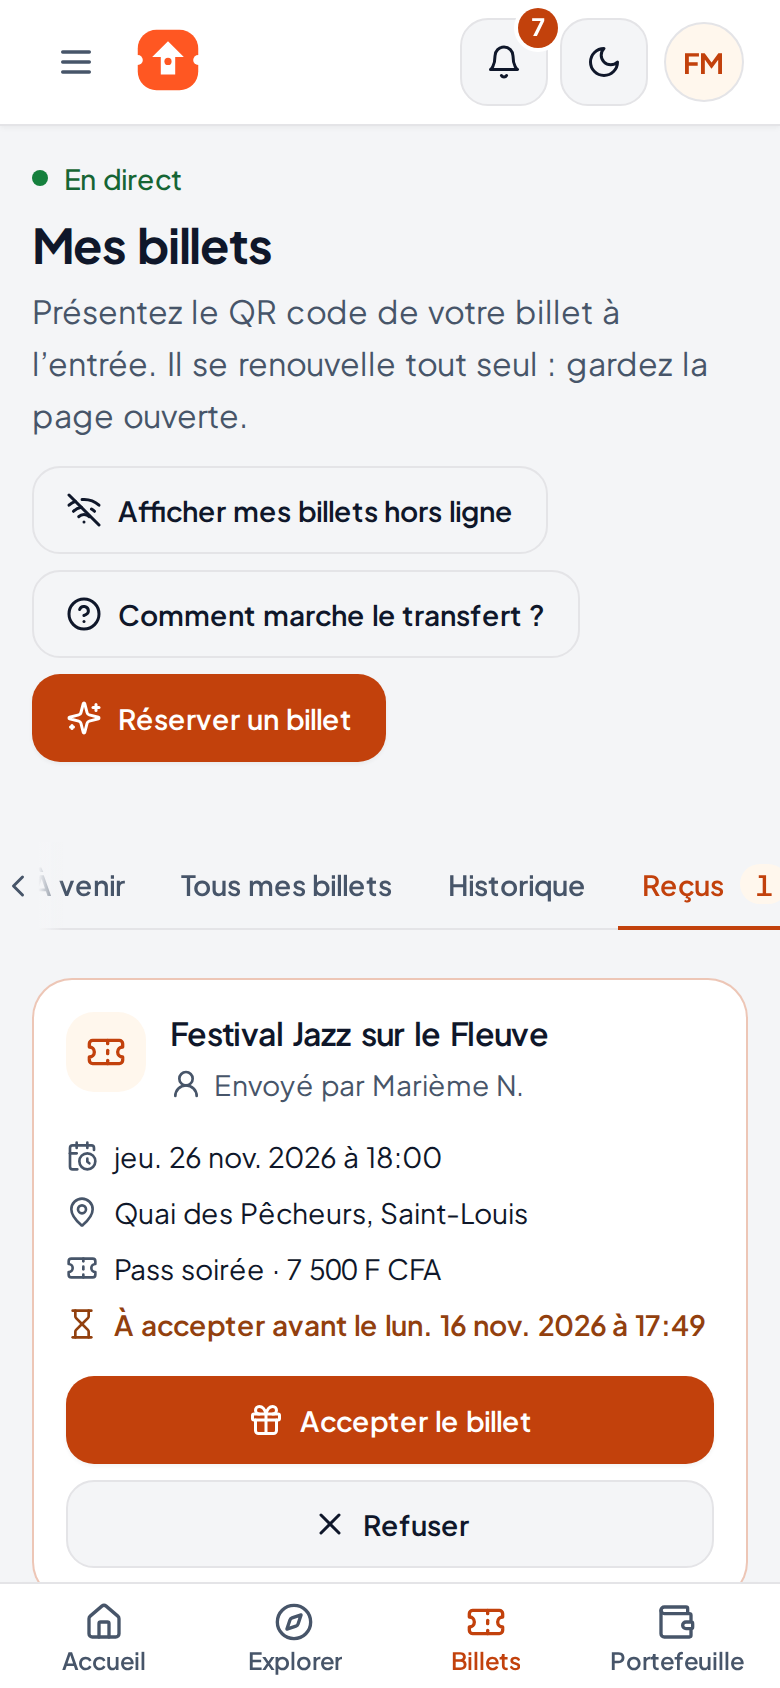 7
FM
En direct
Mes billets
Présentez le QR code de votre billet à
l’entrée. Il se renouvelle tout seul : gardez la
page ouverte.
Afficher mes billets hors ligne
Comment marche le transfert ?
Réserver un billet
À venir
Tous mes billets
Historique
Reçus 1
Festival Jazz sur le Fleuve
Envoyé par Marième N.
jeu. 26 nov. 2026 à 18:00
Quai des Pêcheurs, Saint-Louis
Pass soirée · 7 500 F CFA
À accepter avant le lun. 16 nov. 2026 à 17:49
Accepter le billet
Refuser
Accueil
Explorer
Billets
Portefeuille